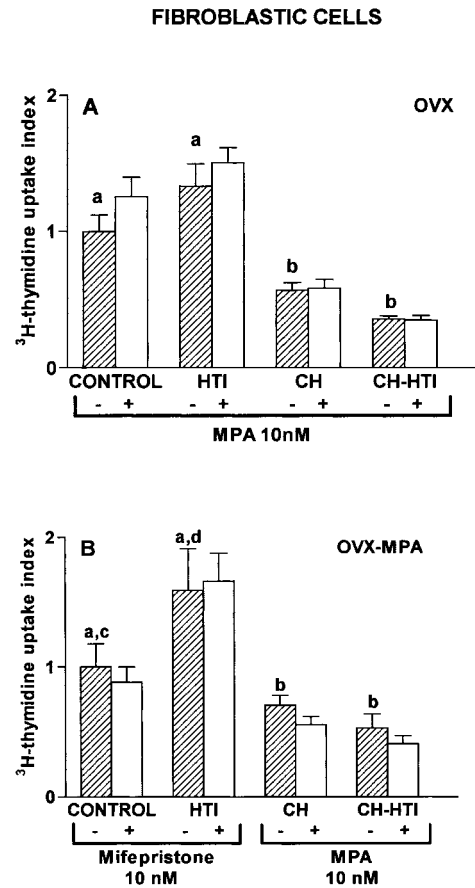 FIBROBLASTIC CELLS
A
OVX
³H-thymidine uptake index
2
1
0
a
a
b
b
CONTROL HTI CH CH-HTI
- + - + - + - +
MPA 10nM
B
OVX-MPA
³H-thymidine uptake index
2
1
0
a,c
a,d
b
b
CONTROL HTI CH CH-HTI
- + - + - + - +
Mifepristone MPA
10 nM 10 nM